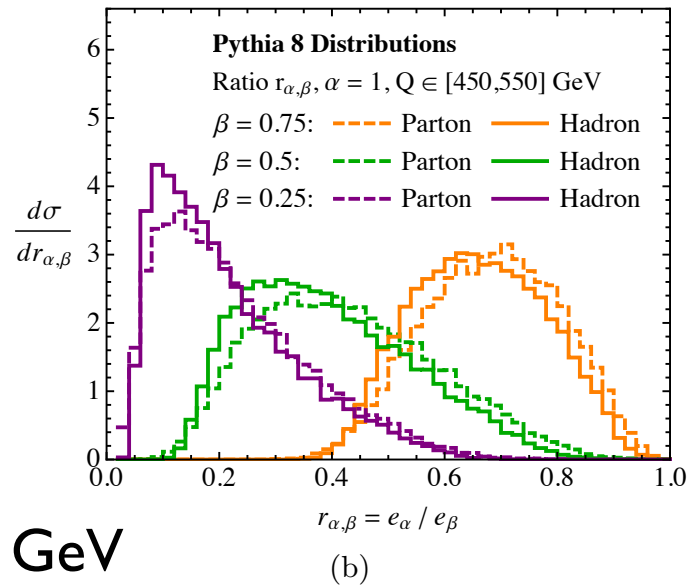 Pythia 8 Distributions
Ratio r_{α,β}, α = 1, Q ∈ [450,550] GeV
β = 0.75: Parton Hadron
β = 0.5: Parton Hadron
β = 0.25: Parton Hadron
6
5
4
3
2
1
0
dσ
dr_{α,β}
0.0 0.2 0.4 0.6 0.8 1.0
r_{α,β} = e_α / e_β
GeV
(b)